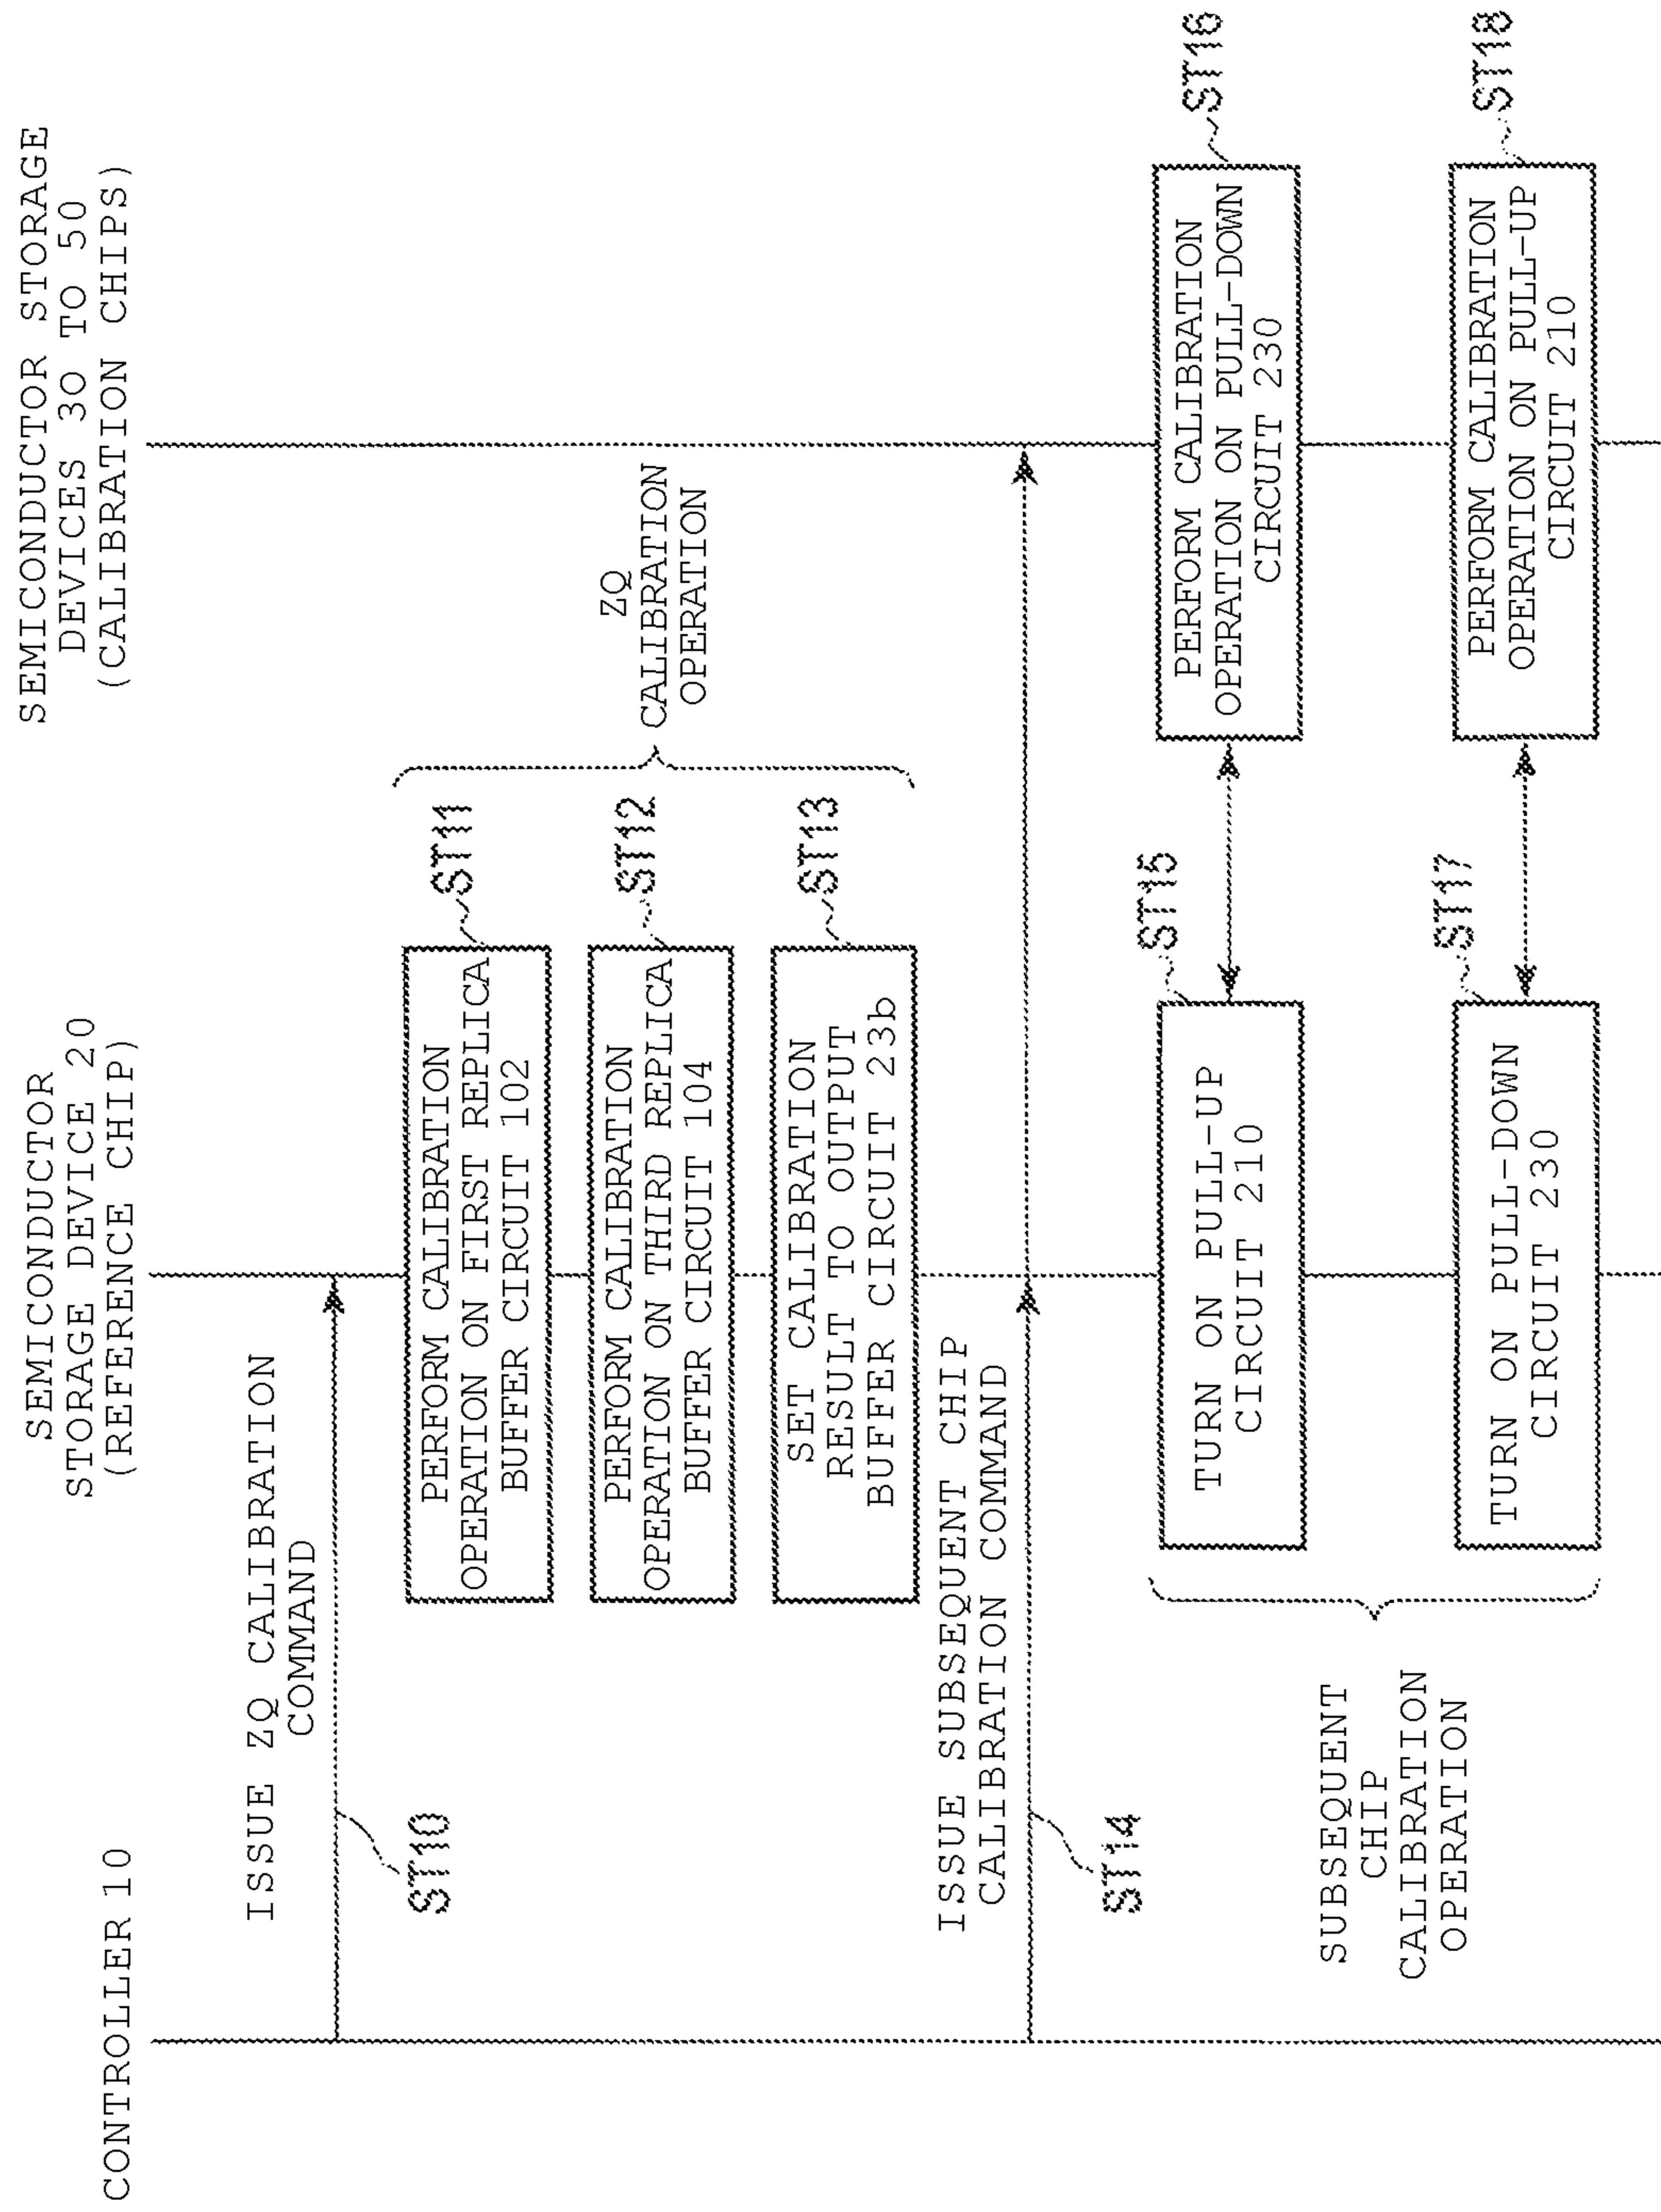 CONTROLLER 10
SEMICONDUCTOR
STORAGE DEVICE 20
(REFERENCE CHIP)
SEMICONDUCTOR STORAGE
DEVICES 30 TO 50
(CALIBRATION CHIPS)
ISSUE ZQ CALIBRATION
COMMAND
ST10
PERFORM CALIBRATION
OPERATION ON FIRST REPLICA
BUFFER CIRCUIT 102
ST11
PERFORM CALIBRATION
OPERATION ON THIRD REPLICA
BUFFER CIRCUIT 104
ST12
SET CALIBRATION
RESULT TO OUTPUT
BUFFER CIRCUIT 23b
ST13
ZQ
CALIBRATION
OPERATION
ISSUE SUBSEQUENT CHIP
CALIBRATION COMMAND
ST14
SUBSEQUENT
CHIP
CALIBRATION
OPERATION
TURN ON PULL-UP
CIRCUIT 210
ST15
PERFORM CALIBRATION
OPERATION ON PULL-DOWN
CIRCUIT 230
ST16
TURN ON PULL-DOWN
CIRCUIT 230
ST17
PERFORM CALIBRATION
OPERATION ON PULL-UP
CIRCUIT 210
ST18